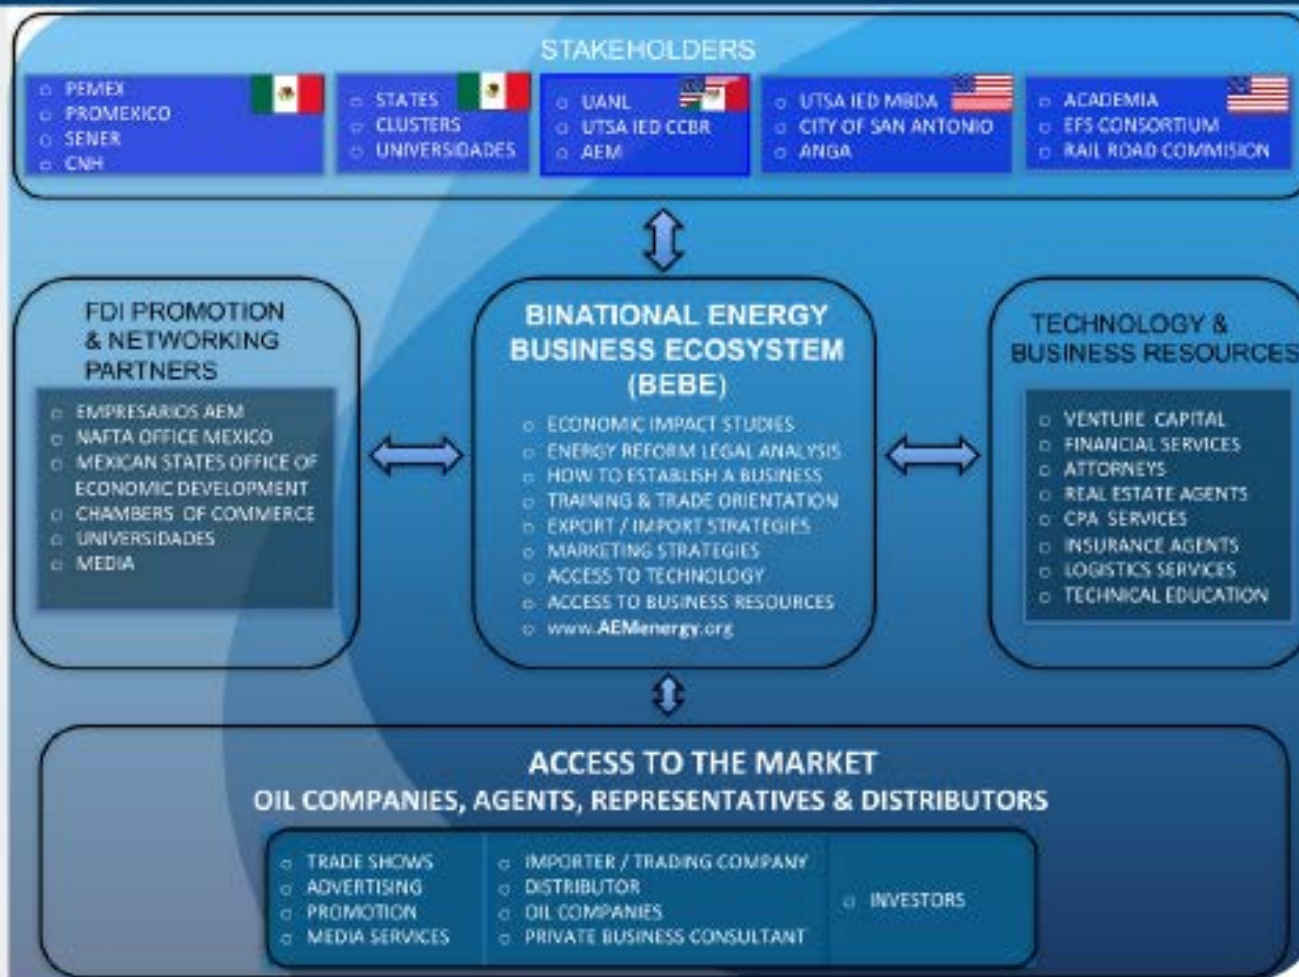 STAKEHOLDERS
PEMEX
PROMEXICO
SENER
CNH
STATES
CLUSTERS
UNIVERSIDADES
UANL
UTSA IED CCBR
AEM
UTSA IED MBDA
CITY OF SAN ANTONIO
ANGA
ACADEMIA
EFS CONSORTIUM
RAIL ROAD COMMISION
FDI PROMOTION
& NETWORKING
PARTNERS
EMPRESARIOS AEM
NAFTA OFFICE MEXICO
MEXICAN STATES OFFICE OF
ECONOMIC DEVELOPMENT
CHAMBERS OF COMMERCE
UNIVERSIDADES
MEDIA
BINATIONAL ENERGY
BUSINESS ECOSYSTEM
(BEBE)
ECONOMIC IMPACT STUDIES
ENERGY REFORM LEGAL ANALYSIS
HOW TO ESTABLISH A BUSINESS
TRAINING & TRADE ORIENTATION
EXPORT / IMPORT STRATEGIES
MARKETING STRATEGIES
ACCESS TO TECHNOLOGY
ACCESS TO BUSINESS RESOURCES
www.AEMenergy.org
TECHNOLOGY &
BUSINESS RESOURCES
VENTURE CAPITAL
FINANCIAL SERVICES
ATTORNEYS
REAL ESTATE AGENTS
CPA SERVICES
INSURANCE AGENTS
LOGISTICS SERVICES
TECHNICAL EDUCATION
ACCESS TO THE MARKET
OIL COMPANIES, AGENTS, REPRESENTATIVES & DISTRIBUTORS
TRADE SHOWS
ADVERTISING
PROMOTION
MEDIA SERVICES
IMPORTER / TRADING COMPANY
DISTRIBUTOR
OIL COMPANIES
PRIVATE BUSINESS CONSULTANT
INVESTORS